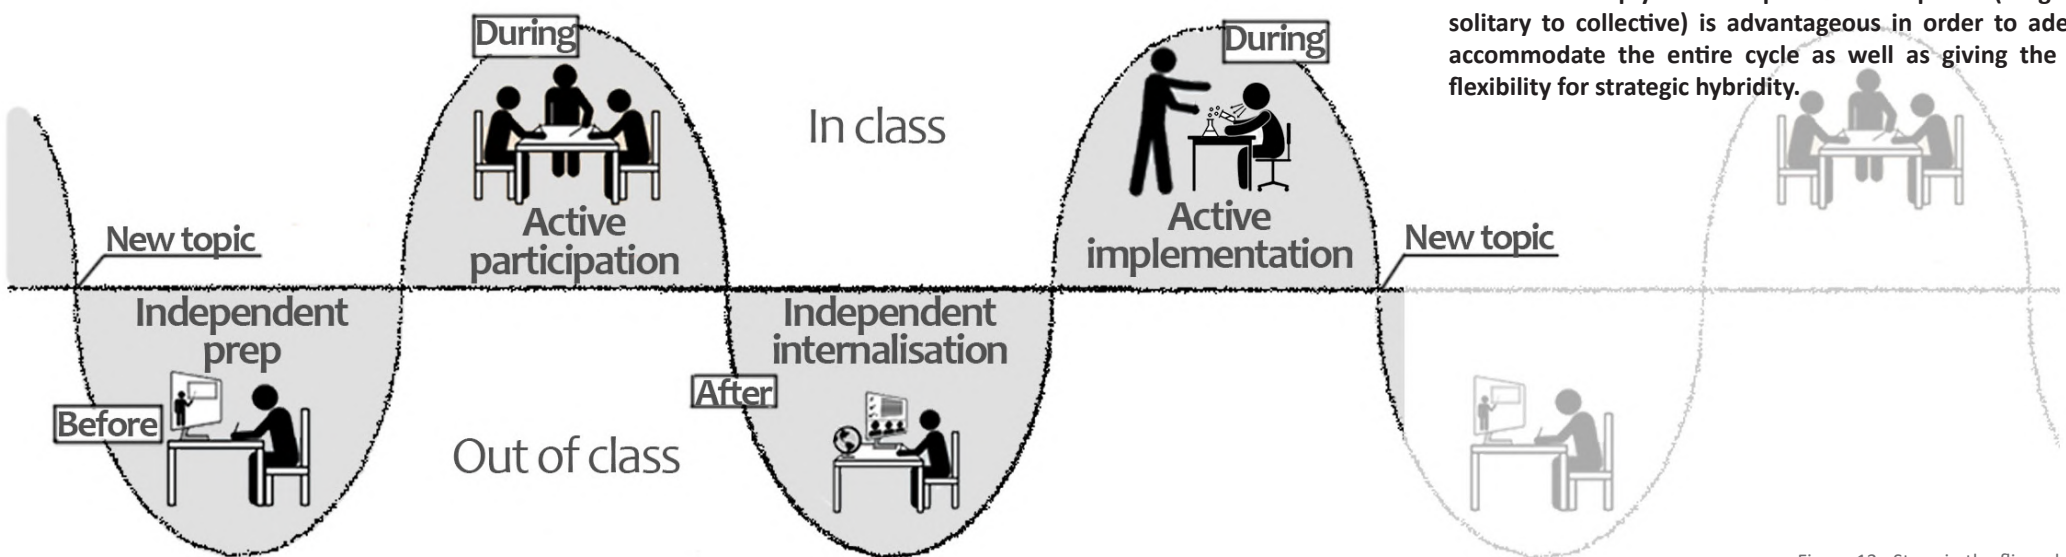 solitary to collective) is advantageous in order to
accommodate the entire cycle as well as giving the
flexibility for strategic hybridity.
During
During
In class
Active
participation
Active
implementation
New topic
New topic
Independent
prep
Independent
internalisation
After
Before
Out of class